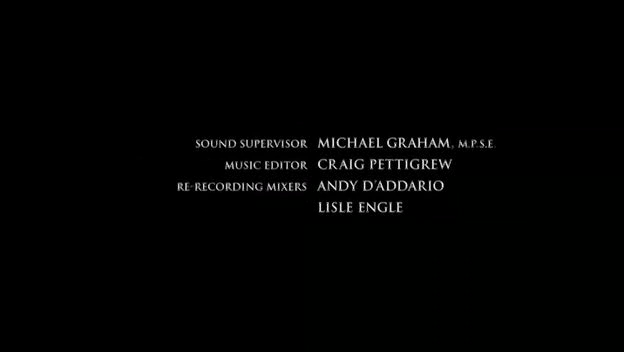 SOUND SUPERVISOR MICHAEL GRAHAM, M.P.S.E.
MUSIC EDITOR CRAIG PETTIGREW
RE-RECORDING MIXERS ANDY D'ADDARIO
LISLE ENGLE